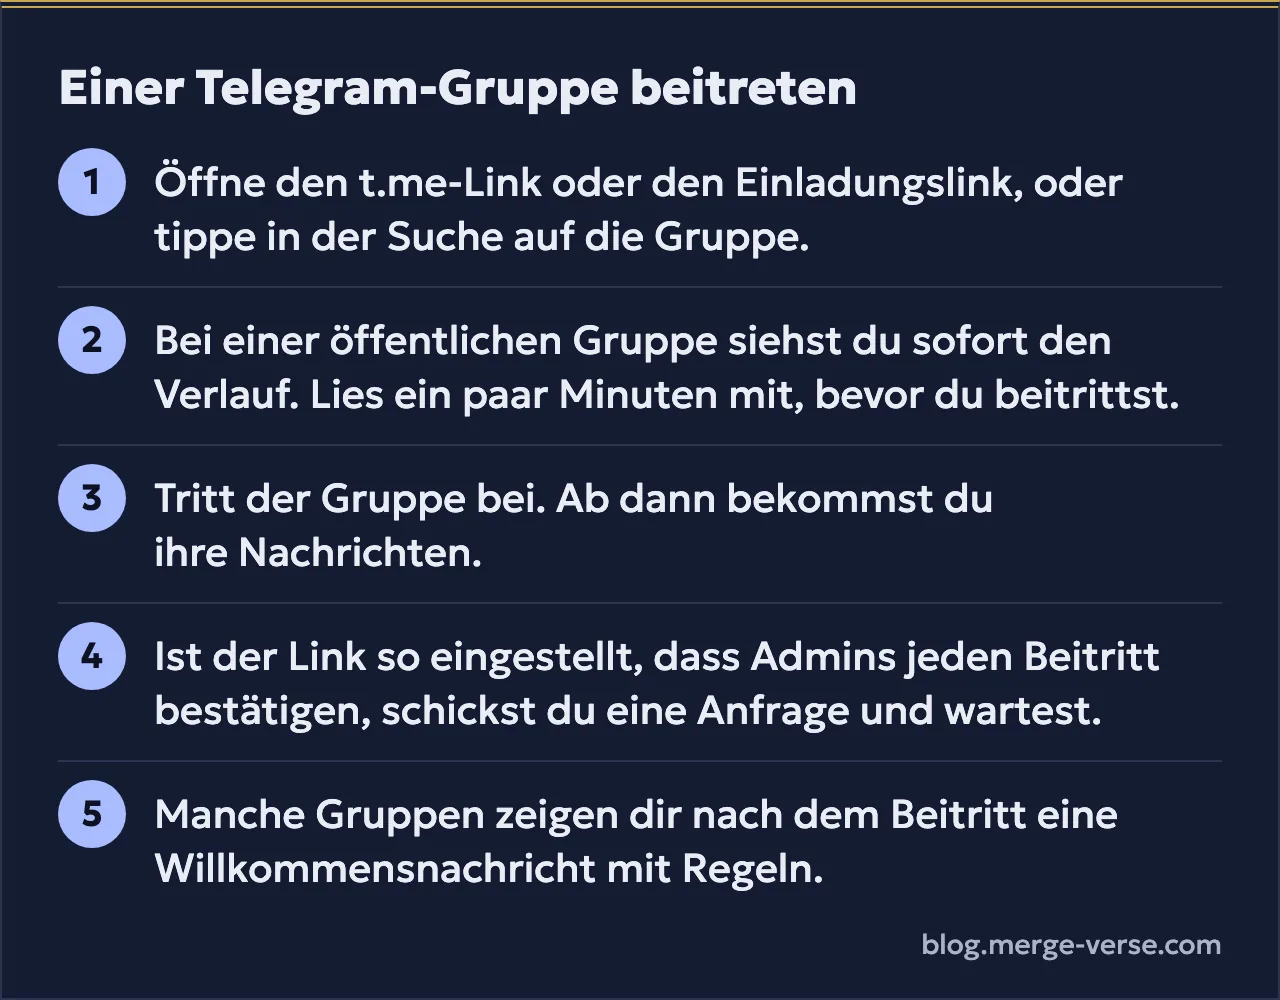 Einer Telegram-Gruppe beitreten
1
Öffne den t.me-Link oder den Einladungslink, oder
tippe in der Suche auf die Gruppe.
2
Bei einer öffentlichen Gruppe siehst du sofort den
Verlauf. Lies ein paar Minuten mit, bevor du beitrittst.
3
Tritt der Gruppe bei. Ab dann bekommst du
ihre Nachrichten.
4
Ist der Link so eingestellt, dass Admins jeden Beitritt
bestätigen, schickst du eine Anfrage und wartest.
5
Manche Gruppen zeigen dir nach dem Beitritt eine
Willkommensnachricht mit Regeln.
blog.merge-verse.com